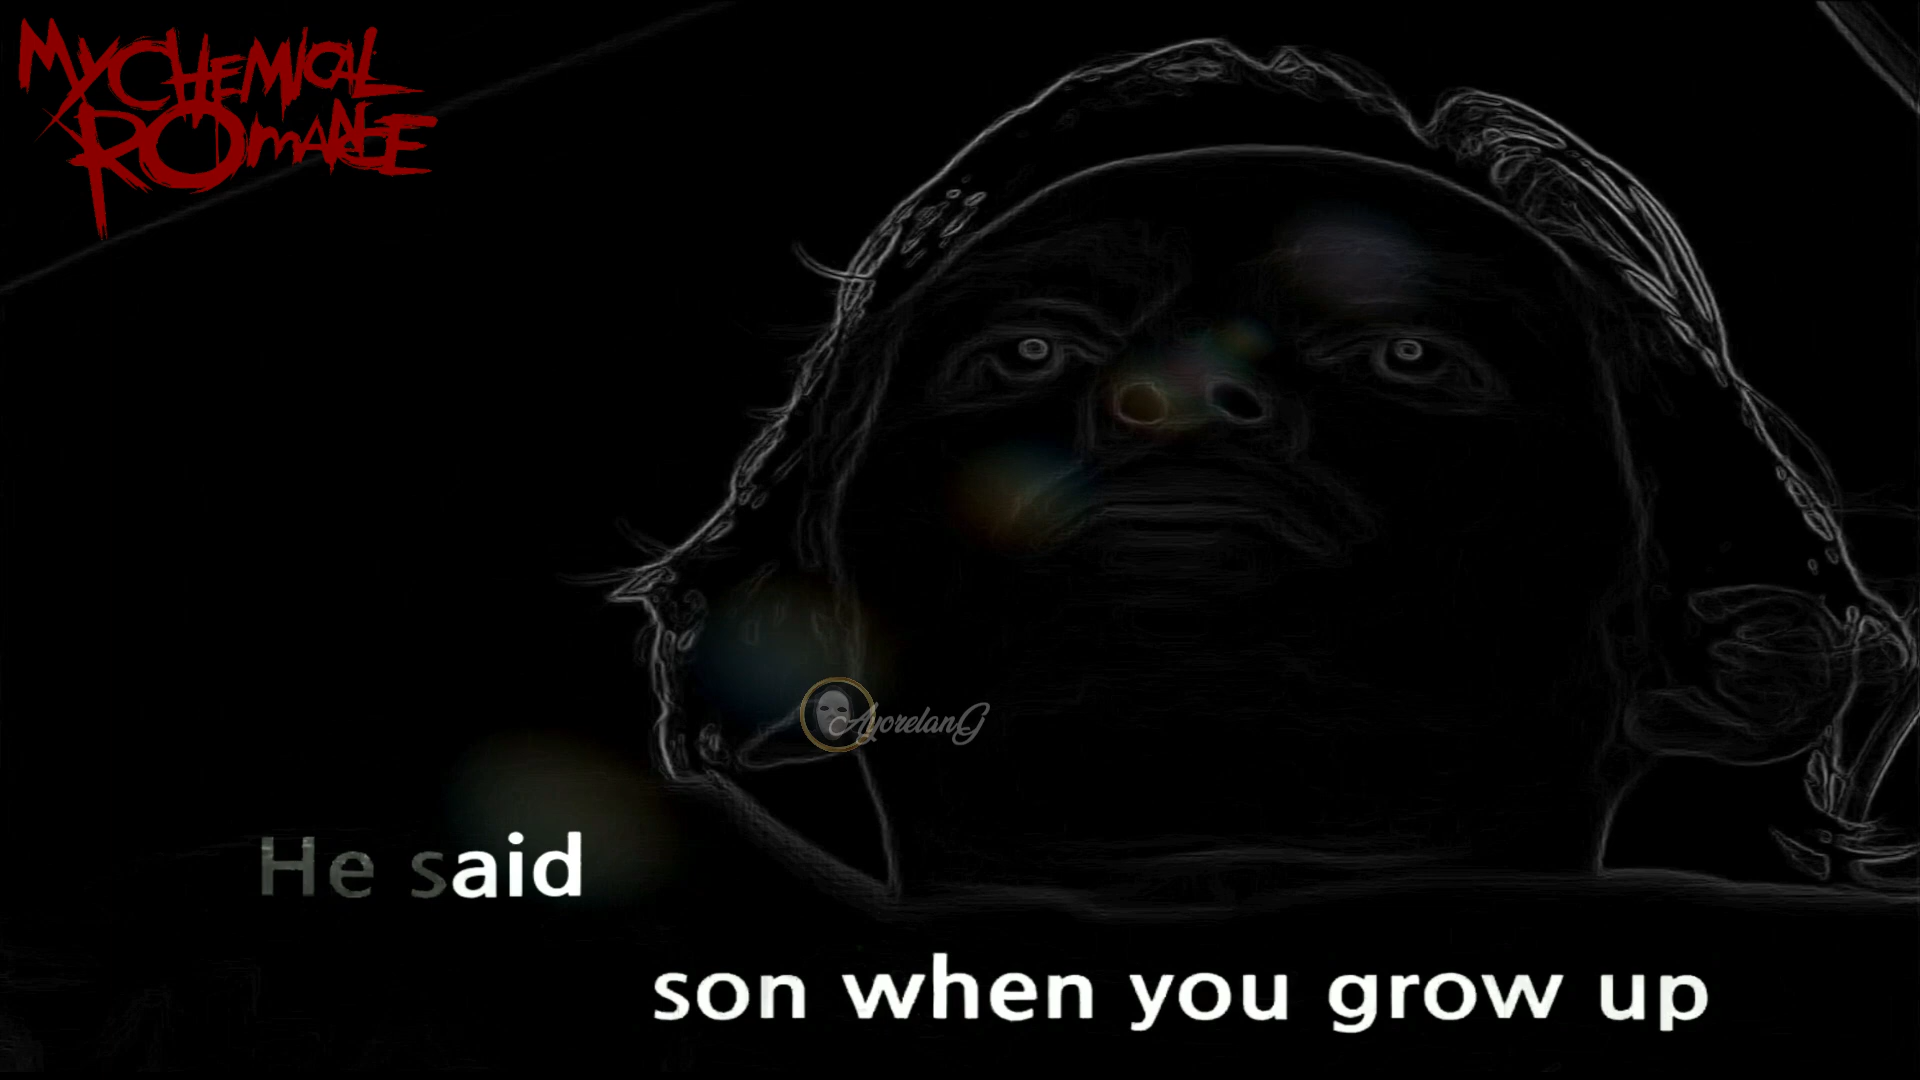 MY CHEMICAL
ROMANCE
AyorelanG
He said
son when you grow up